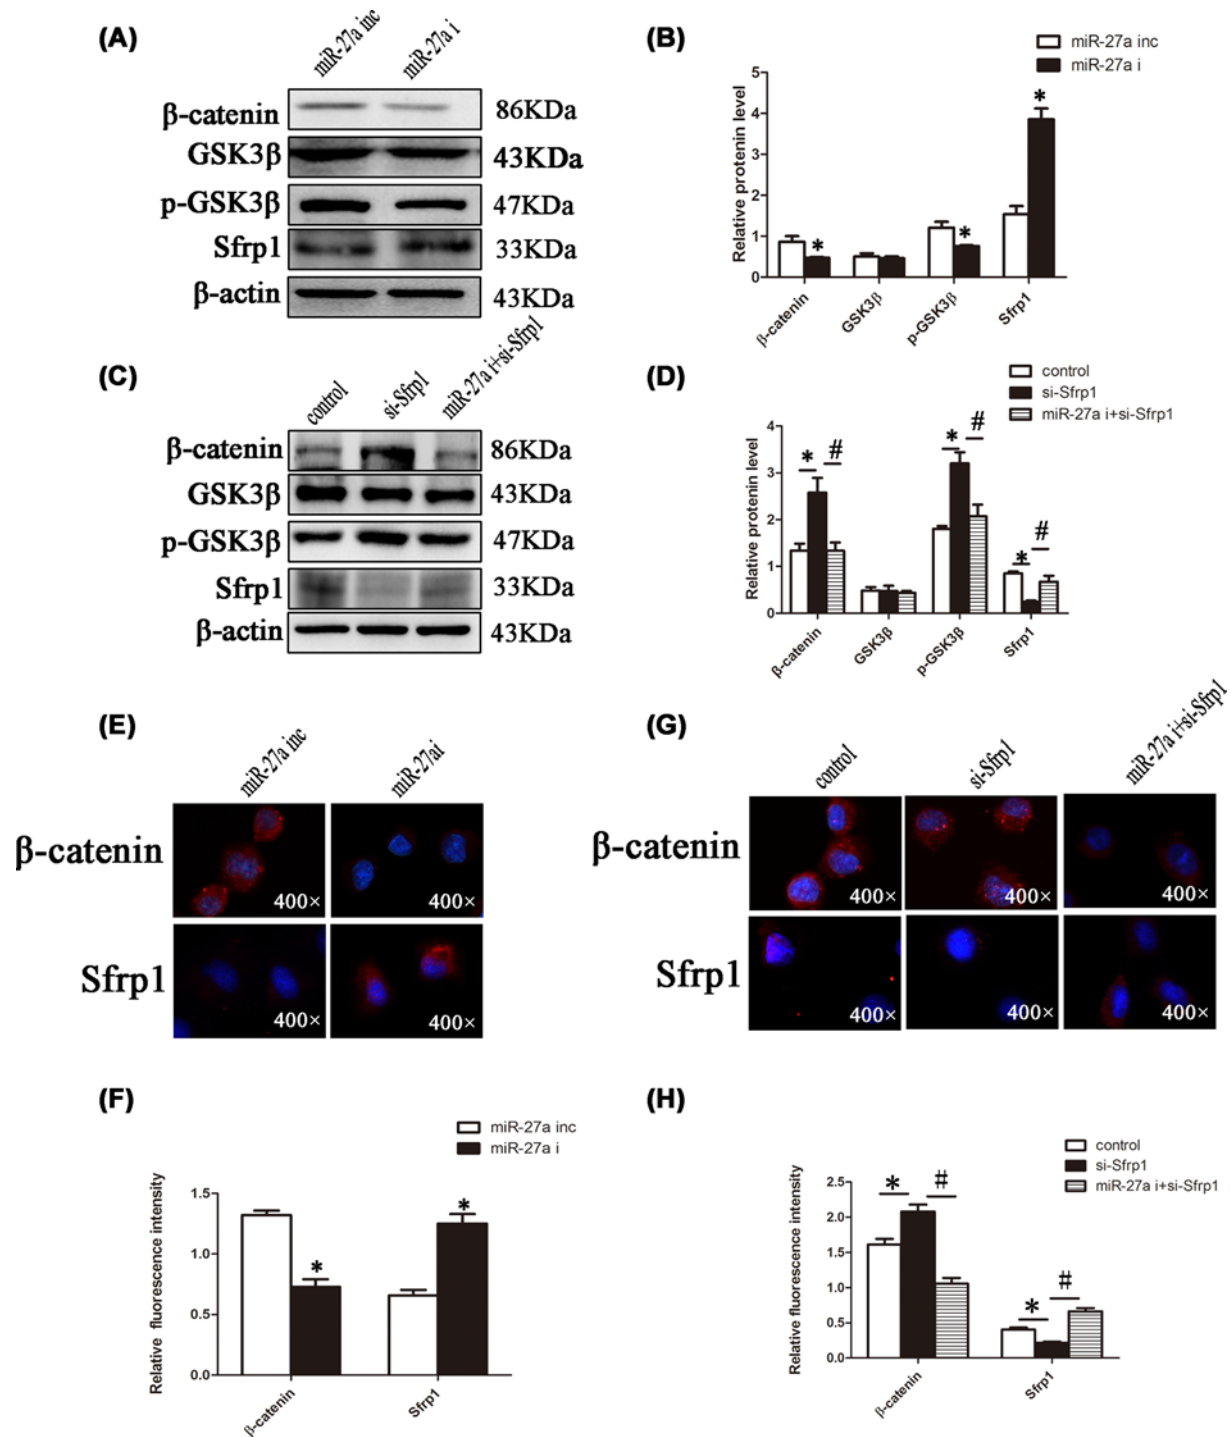 (A)
miR-27a inc
miR-27a i
β-catenin 86KDa
GSK3β 43KDa
p-GSK3β 47KDa
Sfrp1 33KDa
β-actin 43KDa
(B)
miR-27a inc
miR-27a i
Relative protenin level
5
4
3
2
1
0
*
*
*
β-catenin
GSK3β
p-GSK3β
Sfrp1
(C)
control
si-Sfrp1
miR-27a i+si-Sfrp1
β-catenin 86KDa
GSK3β 43KDa
p-GSK3β 47KDa
Sfrp1 33KDa
β-actin 43KDa
(D)
control
si-Sfrp1
miR-27a i+si-Sfrp1
Relative protenin level
4
3
2
1
0
* #
* #
* #
β-catenin
GSK3β
p-GSK3β
Sfrp1
(E)
miR-27a inc
miR-27ai
β-catenin
400×
400×
Sfrp1
400×
400×
(G)
control
si-Sfrp1
miR-27a i+si-Sfrp1
β-catenin
400×
400×
400×
Sfrp1
400×
400×
400×
(F)
miR-27a inc
miR-27a i
Relative fluorescence intensity
1.5
1.0
0.5
0.0
*
*
β-catenin
Sfrp1
(H)
control
si-Sfrp1
miR-27a i+si-Sfrp1
Relative fluorescence intensity
2.5
2.0
1.5
1.0
0.5
0.0
* #
* #
β-catenin
Sfrp1